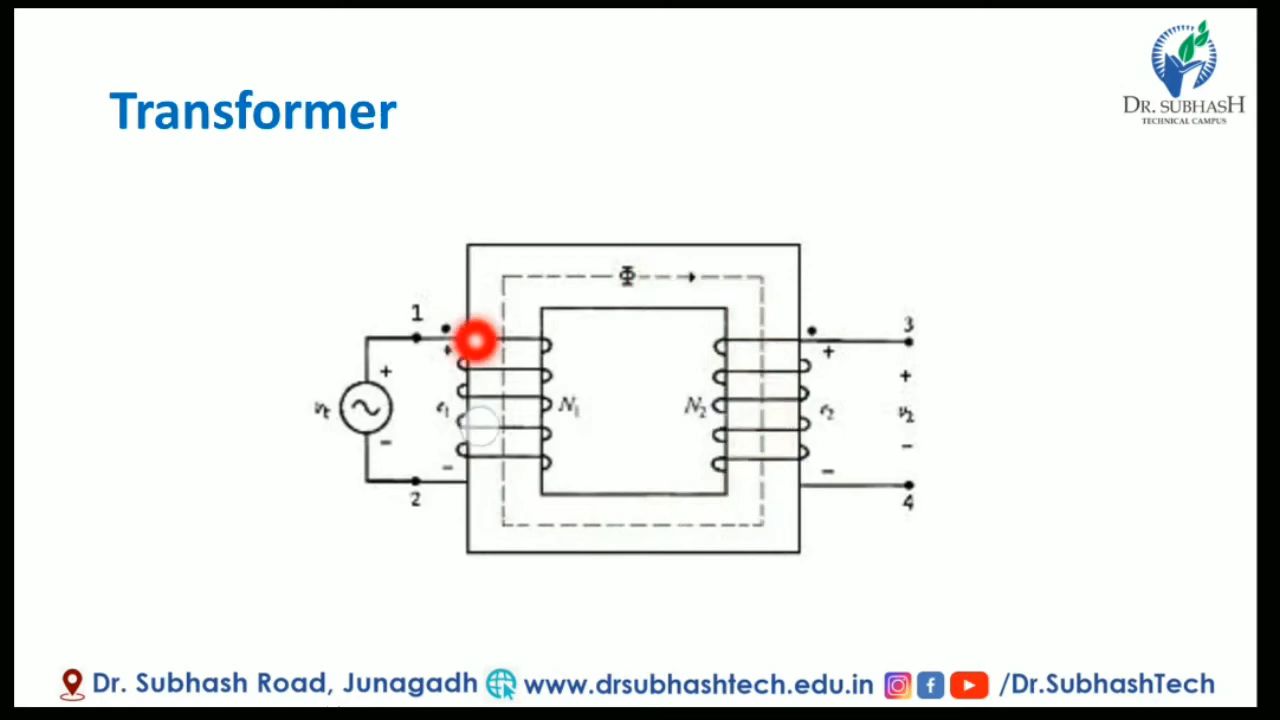 DR. SUBHASH
TECHNICAL CAMPUS
Transformer
Φ
1
3
+
+
+
+
+
v₁
e₁
N₁
N₂
e₂
v₂
-
-
-
-
2
4
Dr. Subhash Road, Junagadh www.drsubhashtech.edu.in /Dr.SubhashTech